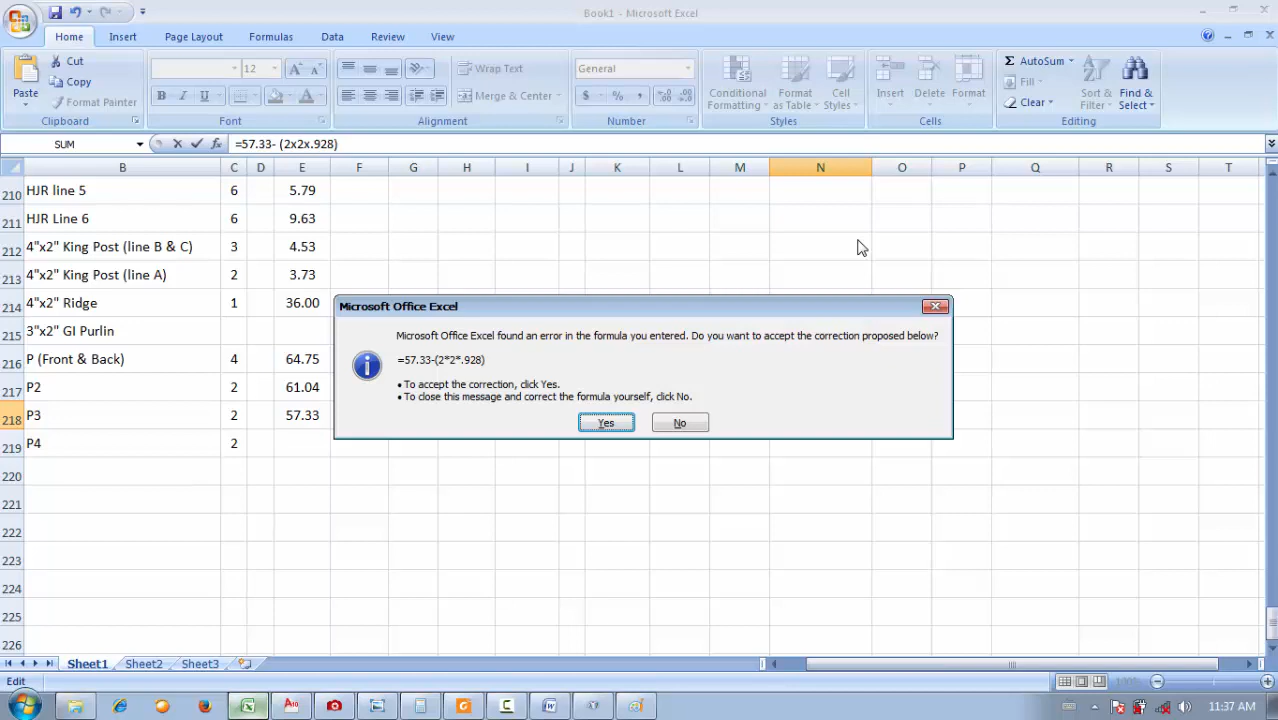 Book1 - Microsoft Excel
Home Insert Page Layout Formulas Data Review View
Cut
Copy
Format Painter
Paste
Clipboard
12
B I U
Font
Wrap Text
Merge & Center
Alignment
General
$ % ,
Number
Conditional Formatting
Format as Table
Cell Styles
Styles
Insert
Delete
Format
Cells
AutoSum
Fill
Clear
Sort & Filter
Find & Select
Editing
SUM =57.33- (2x2x.928)
B C D E F G H I J K L M N O P Q R S T
210 HJR line 5 6 5.79
211 HJR Line 6 6 9.63
212 4"x2" King Post (line B & C) 3 4.53
213 4"x2" King Post (line A) 2 3.73
214 4"x2" Ridge 1 36.00
215 3"x2" GI Purlin
216 P (Front & Back) 4 64.75
217 P2 2 61.04
218 P3 2 57.33
219 P4 2
220
221
222
223
224
225
226
Microsoft Office Excel
Microsoft Office Excel found an error in the formula you entered. Do you want to accept the correction proposed below?
=57.33-(2*2*.928)
• To accept the correction, click Yes.
• To close this message and correct the formula yourself, click No.
Yes No
Sheet1 Sheet2 Sheet3
Edit 100%
11:37 AM